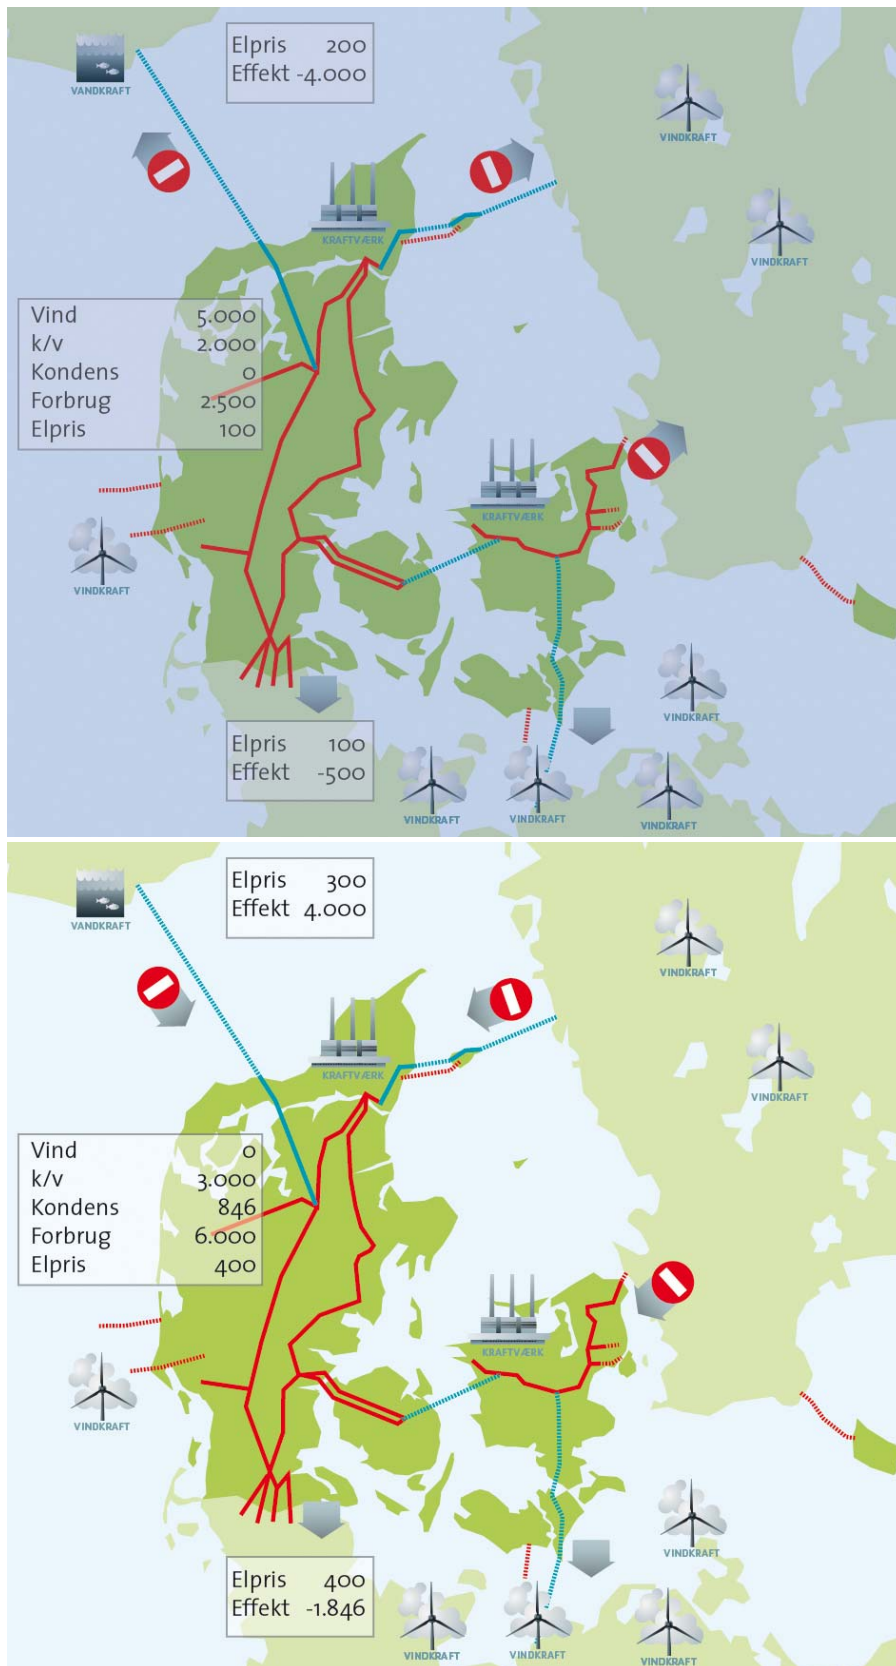 Elpris 200
Effekt -4.000
VANDKRAFT
VINDKRAFT
KRAFTVÆRK
VINDKRAFT
Vind 5.000
k/v 2.000
Kondens 0
Forbrug 2.500
Elpris 100
KRAFTVÆRK
VINDKRAFT
VINDKRAFT
Elpris 100
Effekt -500
VINDKRAFT
VINDKRAFT
VINDKRAFT
Elpris 300
Effekt 4.000
VANDKRAFT
VINDKRAFT
KRAFTVÆRK
VINDKRAFT
Vind 0
k/v 3.000
Kondens 846
Forbrug 6.000
Elpris 400
KRAFTVÆRK
VINDKRAFT
VINDKRAFT
Elpris 400
Effekt -1.846
VINDKRAFT
VINDKRAFT
VINDKRAFT